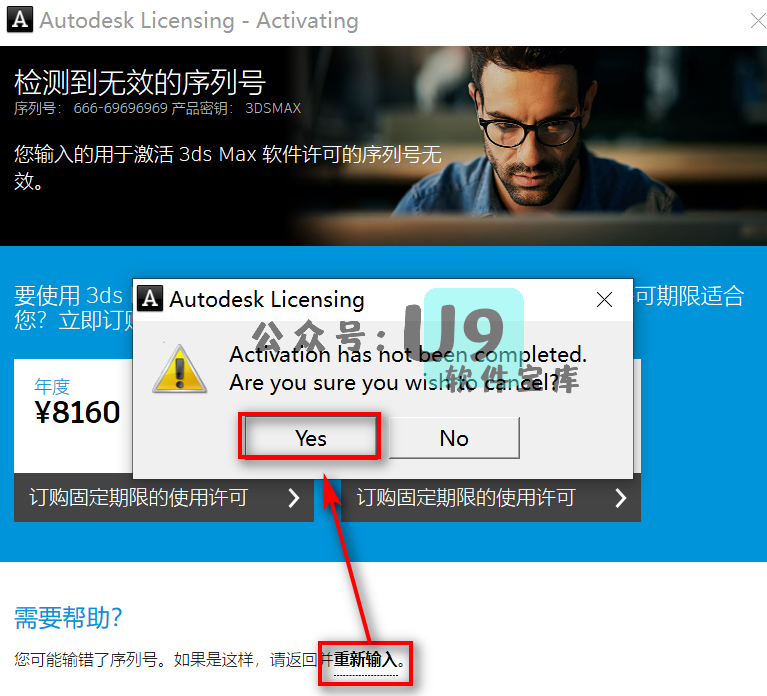 Autodesk Licensing - Activating
检测到无效的序列号
序列号： 666-69696969 产品密钥： 3DSMAX
您输入的用于激活 3ds Max 软件许可的序列号无
效。
要使用 3ds
可期限适合
您？立即订购
Autodesk Licensing
公众号：U9
软件宝库
Activation has not been completed.
Are you sure you wish to cancel?
年度
¥8160
Yes
No
订购固定期限的使用许可
订购固定期限的使用许可
需要帮助?
您可能输错了序列号。如果是这样，请返回并重新输入。